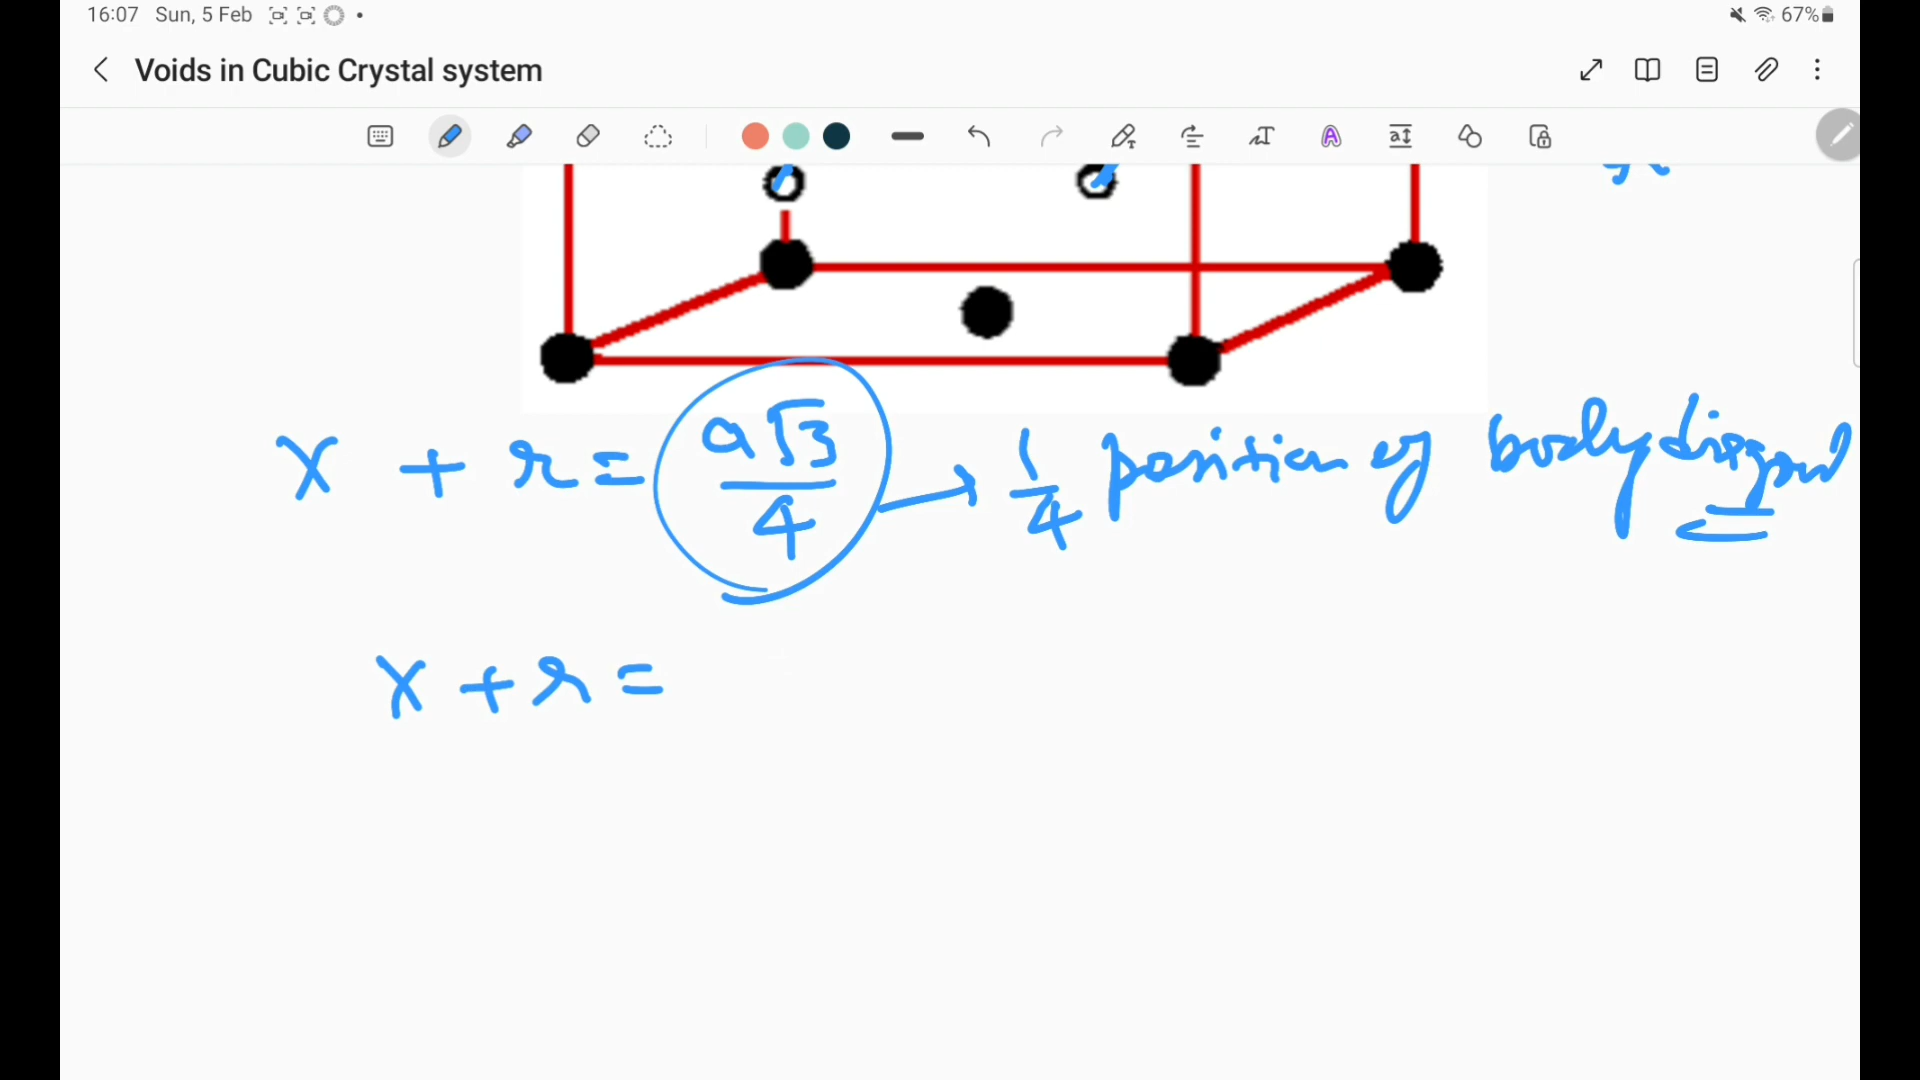 16:07 Sun, 5 Feb 67%
Voids in Cubic Crystal system
x + r = a√3/4 → 1/4 position of body diagonal
x + r =